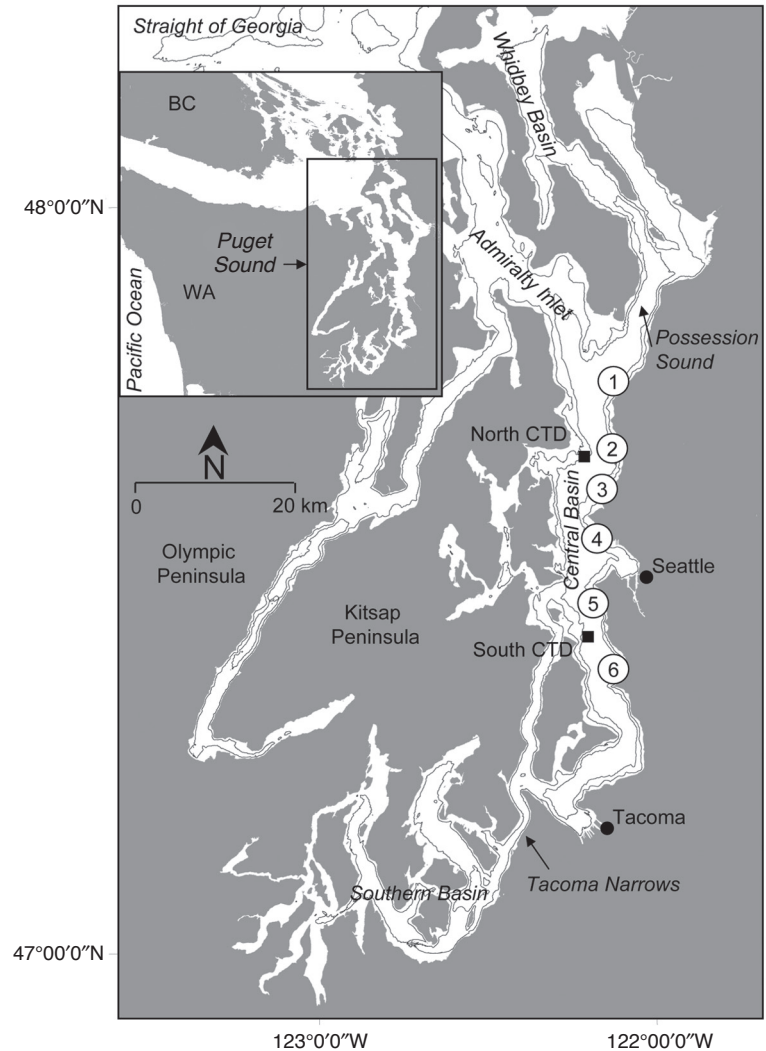 Straight of Georgia
Whidbey Basin
BC
48°0′0″N
Puget
Sound
Admiralty Inlet
WA
Pacific Ocean
Possession
Sound
1
North CTD
2
N
3
0
20 km
Central Basin
4
Olympic
Peninsula
Seattle
5
Kitsap
Peninsula
South CTD
6
Tacoma
Tacoma Narrows
Southern Basin
47°00′0″N
123°0′0″W
122°00′0″W